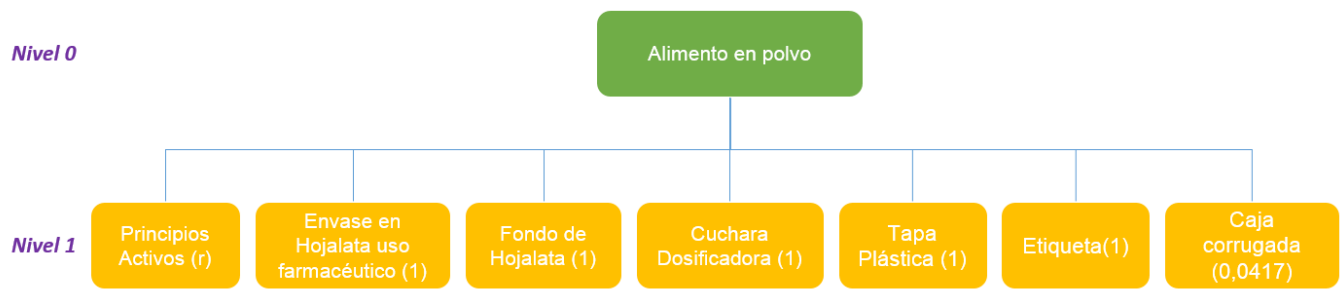 Nivel 0
Alimento en polvo
Nivel 1
Principios
Activos (r)
Envase en
Hojalata uso
farmacéutico (1)
Fondo de
Hojalata (1)
Cuchara
Dosificadora (1)
Tapa
Plástica (1)
Etiqueta(1)
Caja
corrugada
(0,0417)